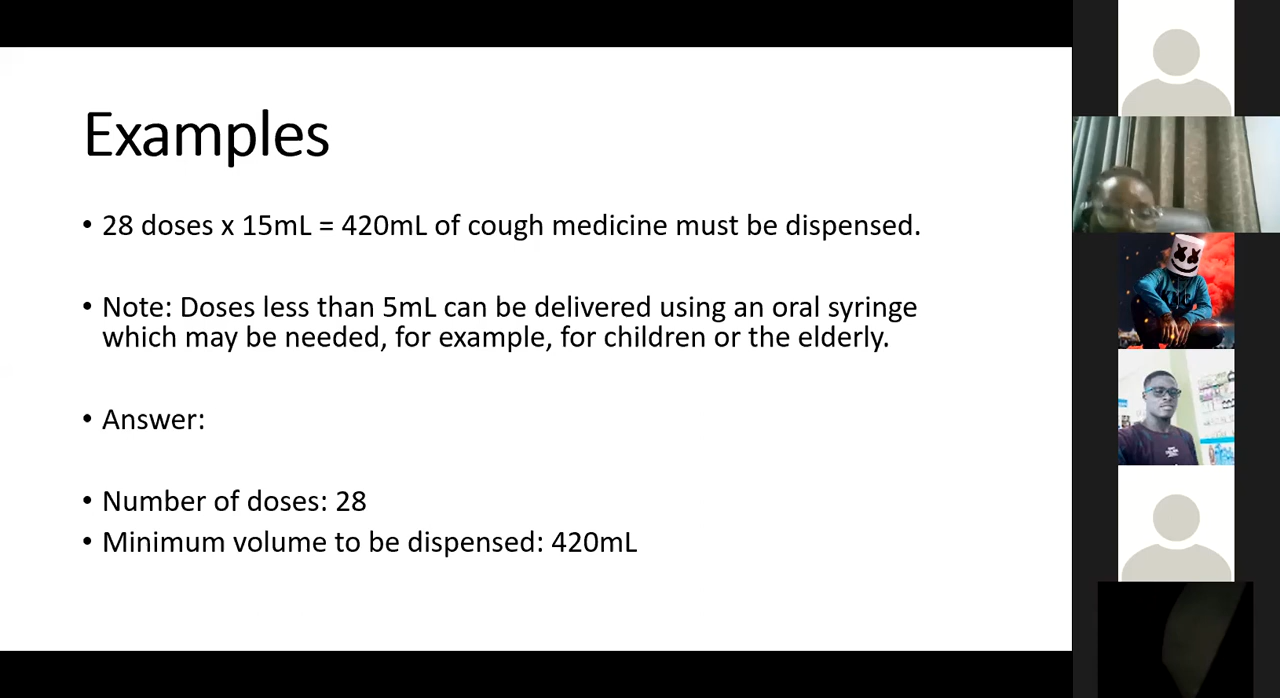 Examples
• 28 doses x 15mL = 420mL of cough medicine must be dispensed.
• Note: Doses less than 5mL can be delivered using an oral syringe
which may be needed, for example, for children or the elderly.
• Answer:
• Number of doses: 28
• Minimum volume to be dispensed: 420mL